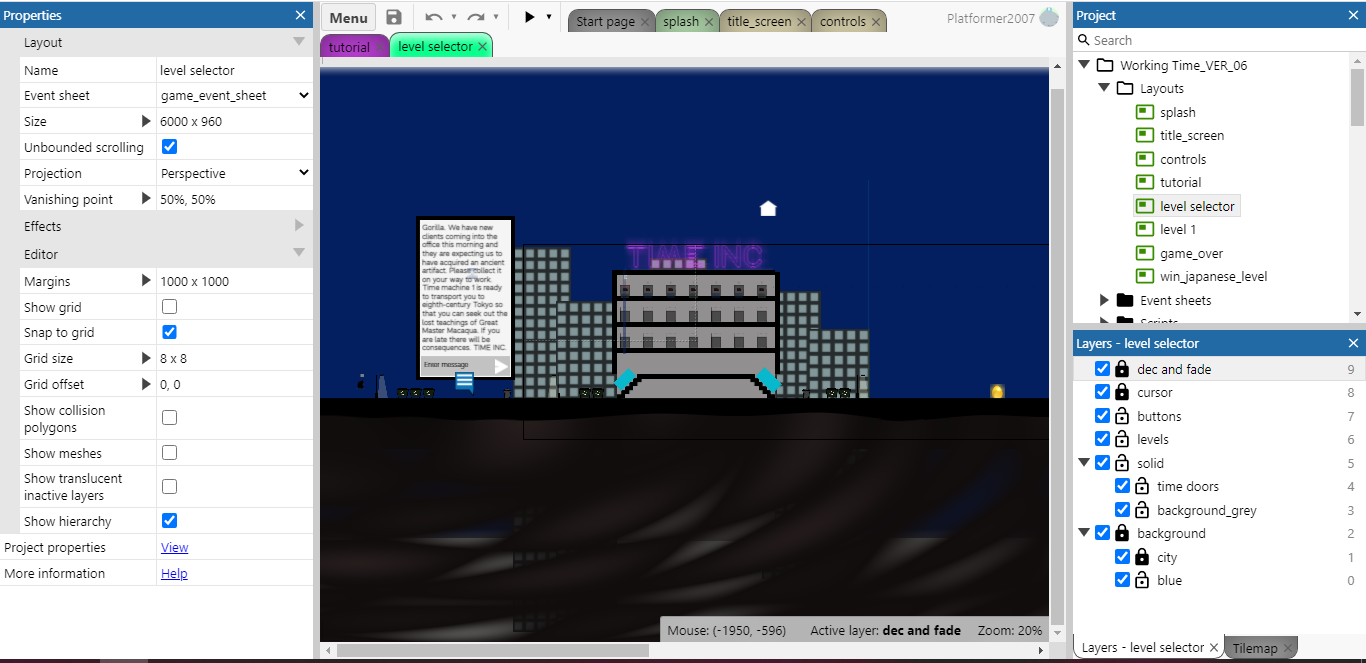 Properties
Layout
Name level selector
Event sheet game_event_sheet
Size 6000 x 960
Unbounded scrolling
Projection Perspective
Vanishing point 50%, 50%
Effects
Editor
Margins 1000 x 1000
Show grid
Snap to grid
Grid size 8 x 8
Grid offset 0, 0
Show collision
polygons
Show meshes
Show translucent
inactive layers
Show hierarchy
Project properties View
More information Help
Menu
Start page
splash
title_screen
controls
Platformer2007
tutorial
level selector
Gorilla. We have new
clients coming into the
office this morning and
they are expecting us to
have acquired an ancient
artifact. Please collect it
on your way to work.
Time machine 1 is ready
to transport you to
eighth-century Tokyo so
that you can seek out the
lost teachings of Great
Master Macaqua. If you
are late there will be
consequences. TIME INC.
Enter message
TIME INC
Mouse: (-1950, -596) Active layer: dec and fade Zoom: 20%
Project
Search
Working Time_VER_06
Layouts
splash
title_screen
controls
tutorial
level selector
level 1
game_over
win_japanese_level
Event sheets
Scripts
Layers - level selector
dec and fade 9
cursor 8
buttons 7
levels 6
solid 5
time doors 4
background_grey 3
background 2
city 1
blue 0
Layers - level selector
Tilemap